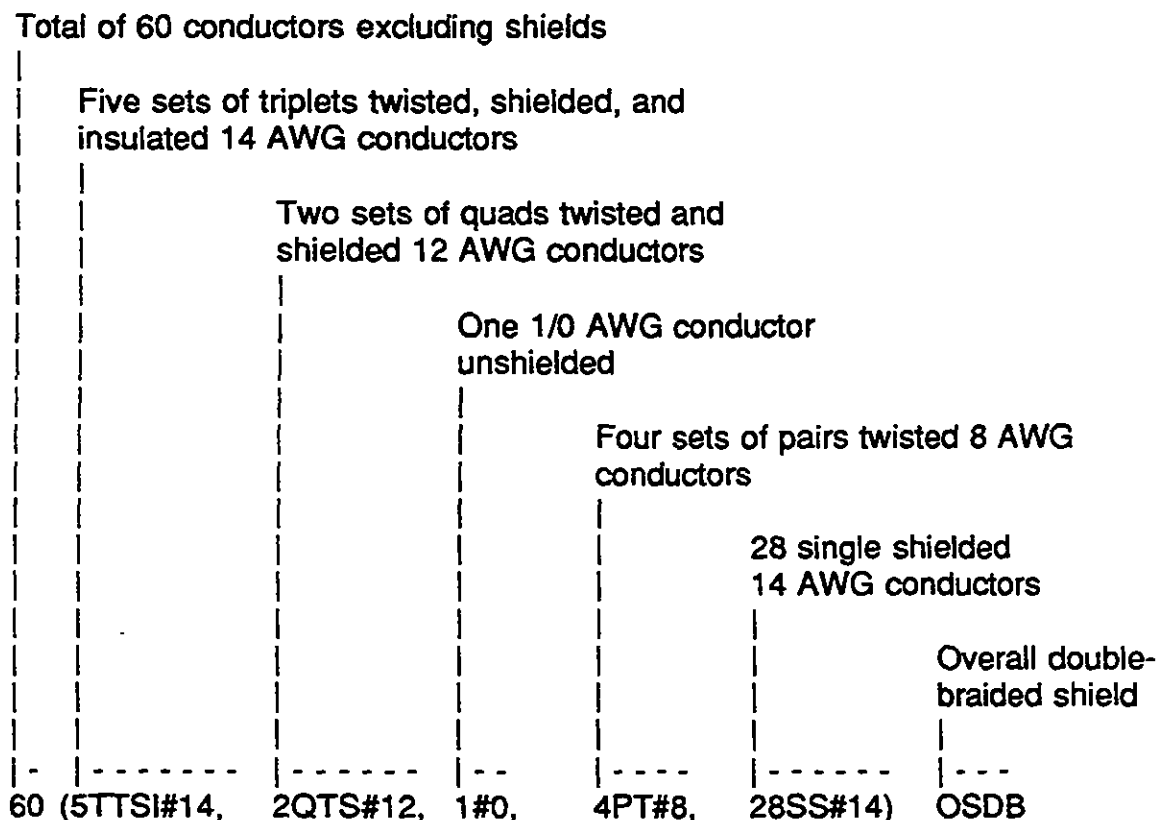 Total of 60 conductors excluding shields
Five sets of triplets twisted, shielded, and
insulated 14 AWG conductors
Two sets of quads twisted and
shielded 12 AWG conductors
One 1/0 AWG conductor
unshielded
Four sets of pairs twisted 8 AWG
conductors
28 single shielded
14 AWG conductors
Overall double-
braided shield
60 (5TTSI#14, 2QTS#12, 1#0, 4PT#8, 28SS#14) OSDB